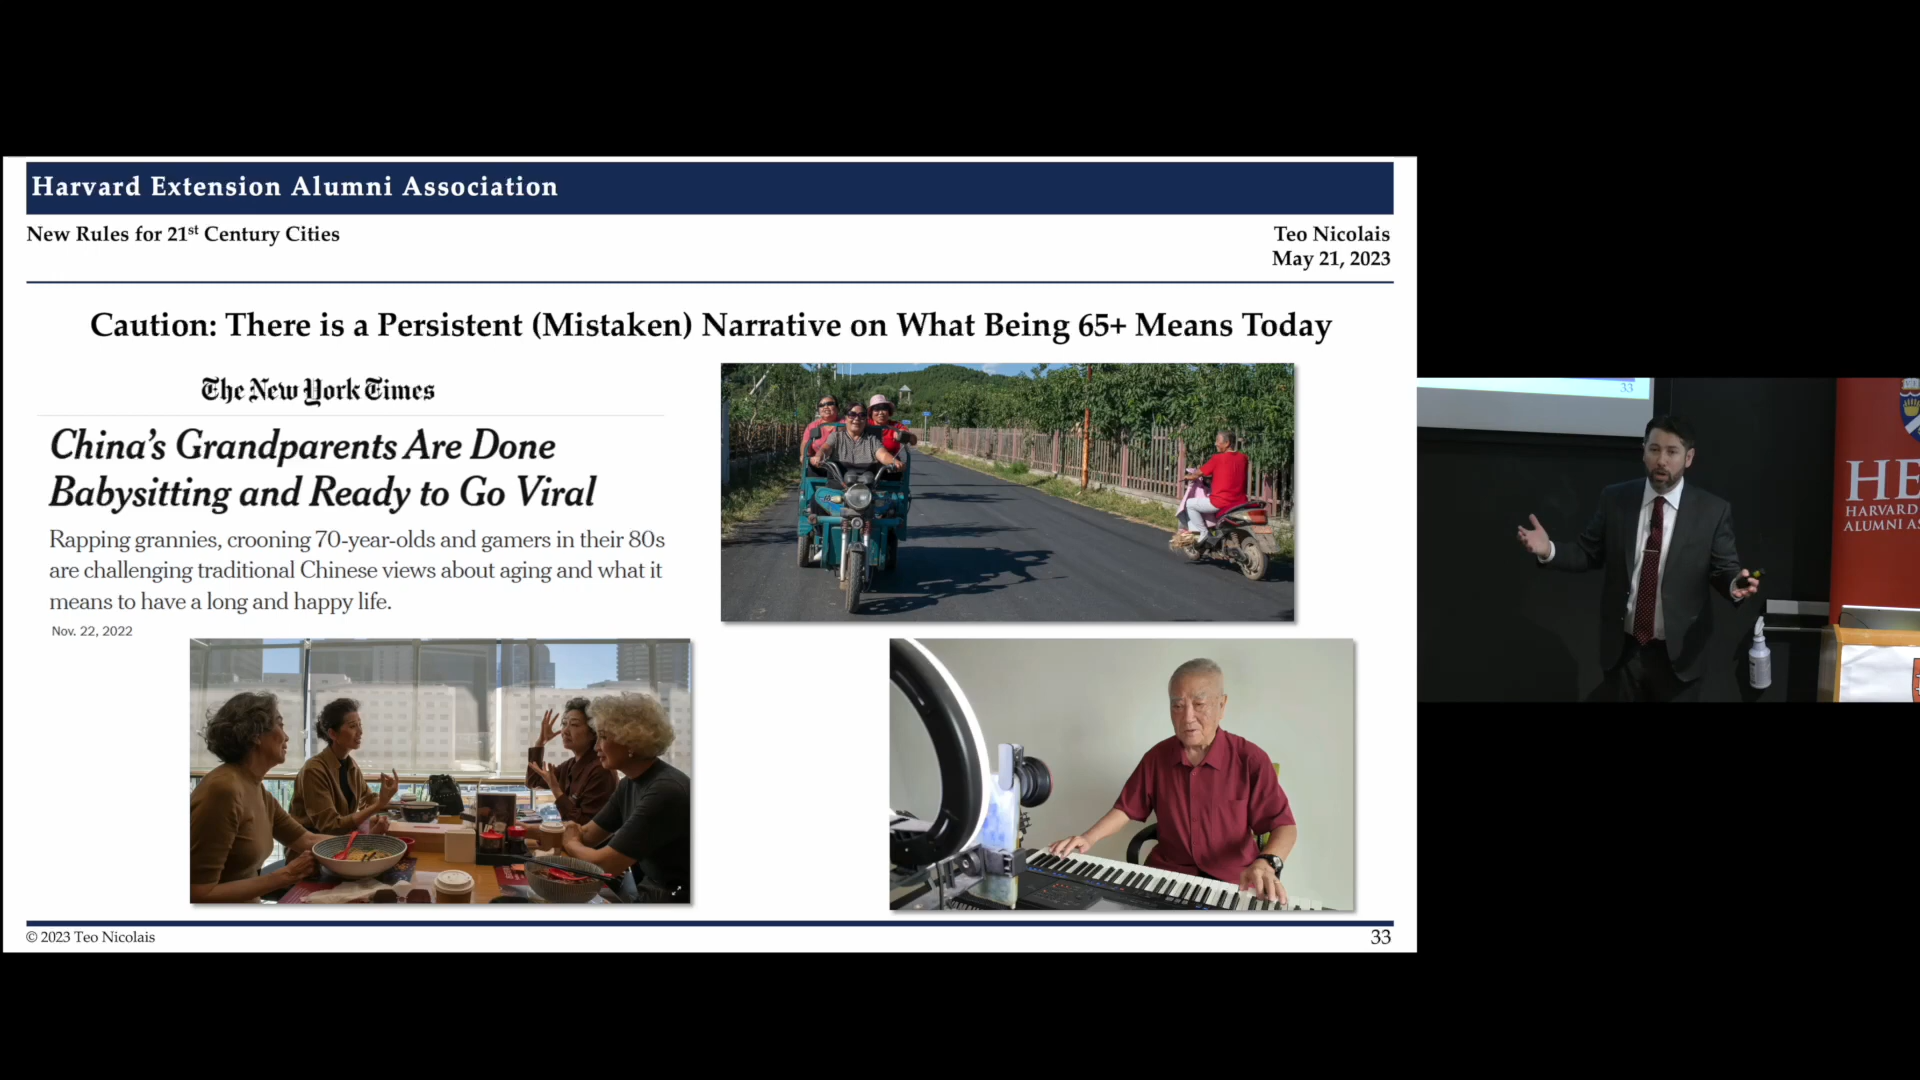 Harvard Extension Alumni Association
New Rules for 21st Century Cities
Teo Nicolais
May 21, 2023
Caution: There is a Persistent (Mistaken) Narrative on What Being 65+ Means Today
The New York Times
China's Grandparents Are Done
Babysitting and Ready to Go Viral
Rapping grannies, crooning 70-year-olds and gamers in their 80s
are challenging traditional Chinese views about aging and what it
means to have a long and happy life.
Nov. 22, 2022
© 2023 Teo Nicolais
33
33
HE
HARVARD
ALUMNI AS